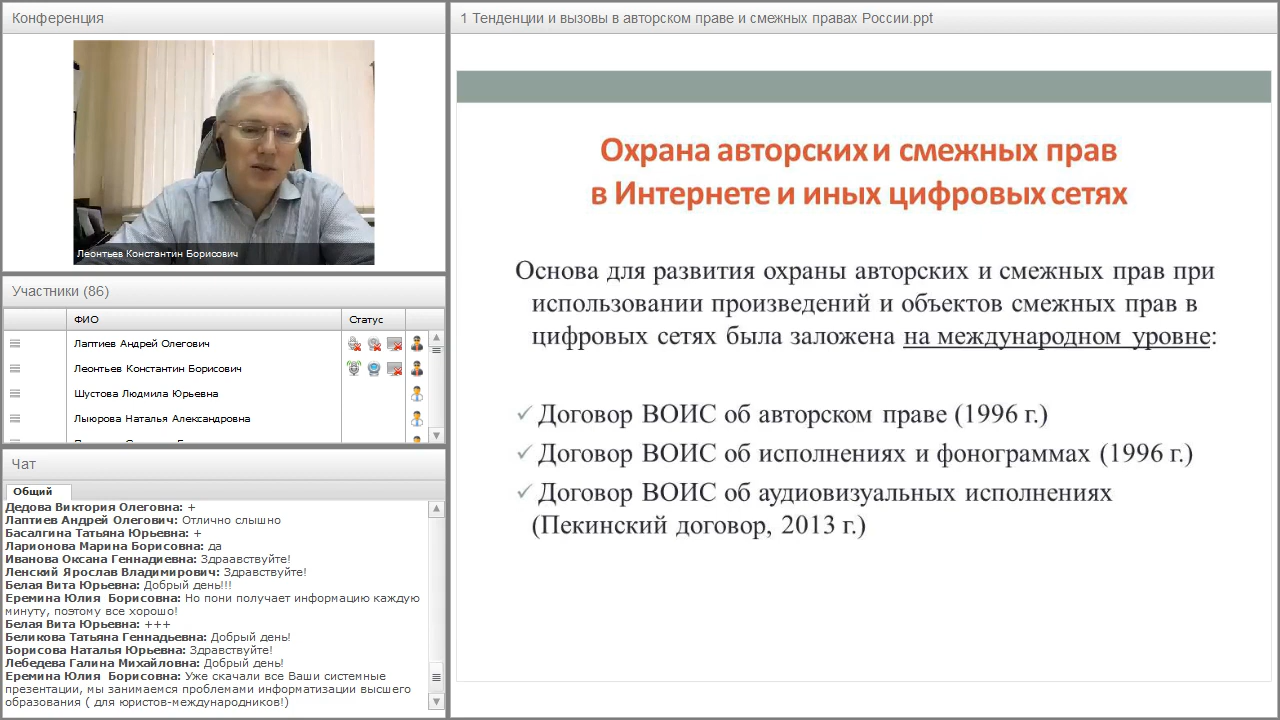 Конференция
Леонтьев Константин Борисович
Участники (86)
ФИО
Статус
Лаптиев Андрей Олегович
Леонтьев Константин Борисович
Шустова Людмила Юрьевна
Лыюрова Наталья Александровна
Чат
Общий
Дедова Виктория Олеговна: +
Лаптиев Андрей Олегович: Отлично слышно
Басалгина Татьяна Юрьевна: +
Ларионова Марина Борисовна: да
Иванова Оксана Геннадиевна: Здраавствуйте!
Ленский Ярослав Владимирович: Здравствуйте!
Белая Вита Юрьевна: Добрый день!!!
Еремина Юлия Борисовна: Но пони получает информацию каждую
минуту, поэтому все хорошо!
Белая Вита Юрьевна: +++
Беликова Татьяна Геннадьевна: Добрый день!
Борисова Наталья Юрьевна: Здравствуйте!
Лебедева Галина Михайловна: Добрый день!
Еремина Юлия Борисовна: Уже скачали все Ваши системные
презентации, мы занимаемся проблемами информатизации высшего
образования ( для юристов=международников!)
1 Тенденции и вызовы в авторском праве и смежных правах России.ppt
Охрана авторских и смежных прав
в Интернете и иных цифровых сетях
Основа для развития охраны авторских и смежных прав при
использовании произведений и объектов смежных прав в
цифровых сетях была заложена на международном уровне:
✓ Договор ВОИС об авторском праве (1996 г.)
✓ Договор ВОИС об исполнениях и фонограммах (1996 г.)
✓ Договор ВОИС об аудиовизуальных исполнениях
(Пекинский договор, 2013 г.)